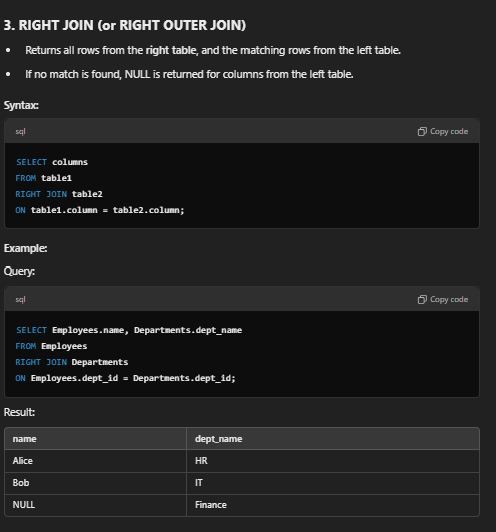 3. RIGHT JOIN (or RIGHT OUTER JOIN)
• Returns all rows from the right table, and the matching rows from the left table.
• If no match is found, NULL is returned for columns from the left table.
Syntax:
sql Copy code
SELECT columns
FROM table1
RIGHT JOIN table2
ON table1.column = table2.column;
Example:
Query:
sql Copy code
SELECT Employees.name, Departments.dept_name
FROM Employees
RIGHT JOIN Departments
ON Employees.dept_id = Departments.dept_id;
Result:
name dept_name
Alice HR
Bob IT
NULL Finance